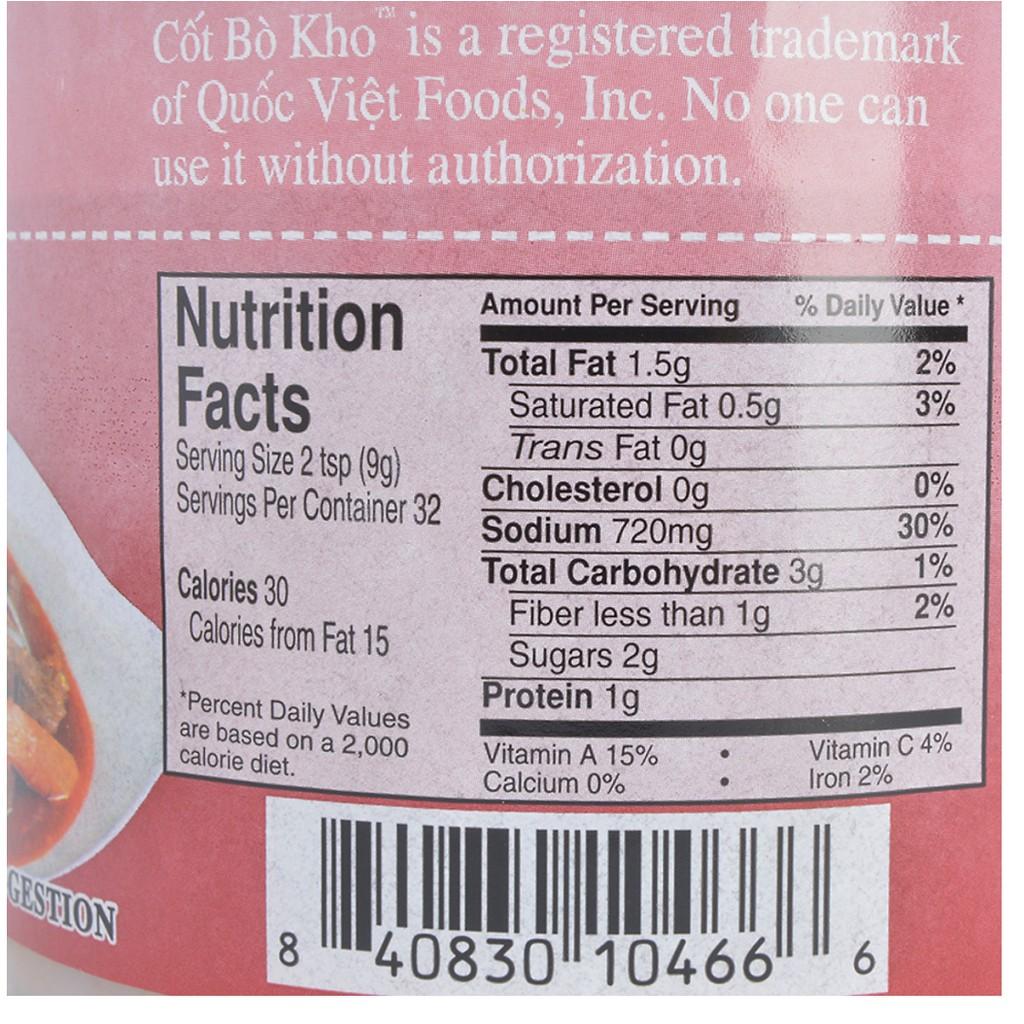 Cốt Bò Kho™ is a registered trademark
of Quốc Việt Foods, Inc. No one can
use it without authorization.
Nutrition
Facts
Serving Size 2 tsp (9g)
Servings Per Container 32
Calories 30
Calories from Fat 15
*Percent Daily Values
are based on a 2,000
calorie diet.
Amount Per Serving % Daily Value *
Total Fat 1.5g 2%
Saturated Fat 0.5g 3%
Trans Fat 0g
Cholesterol 0g 0%
Sodium 720mg 30%
Total Carbohydrate 3g 1%
Fiber less than 1g 2%
Sugars 2g
Protein 1g
Vitamin A 15% • Vitamin C 4%
Calcium 0% • Iron 2%
GESTION
8 40830 10466 6